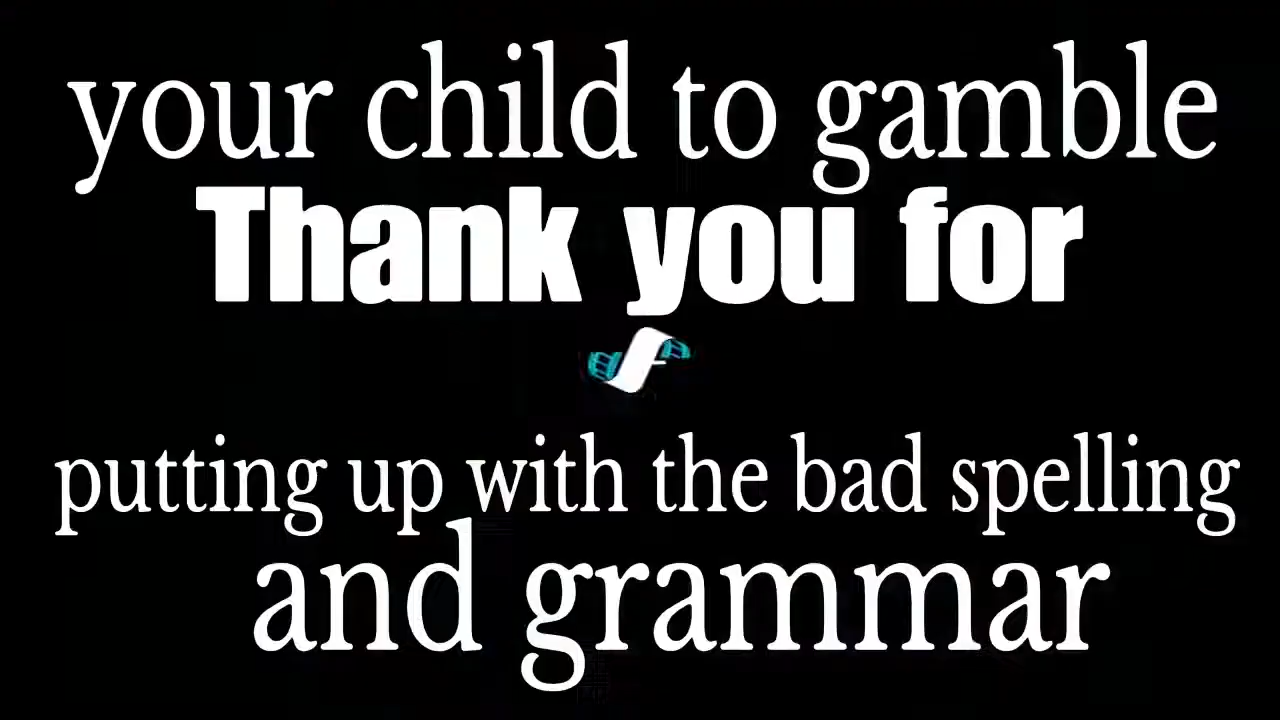 your child to gamble
Thank you for
putting up with the bad spelling
and grammar